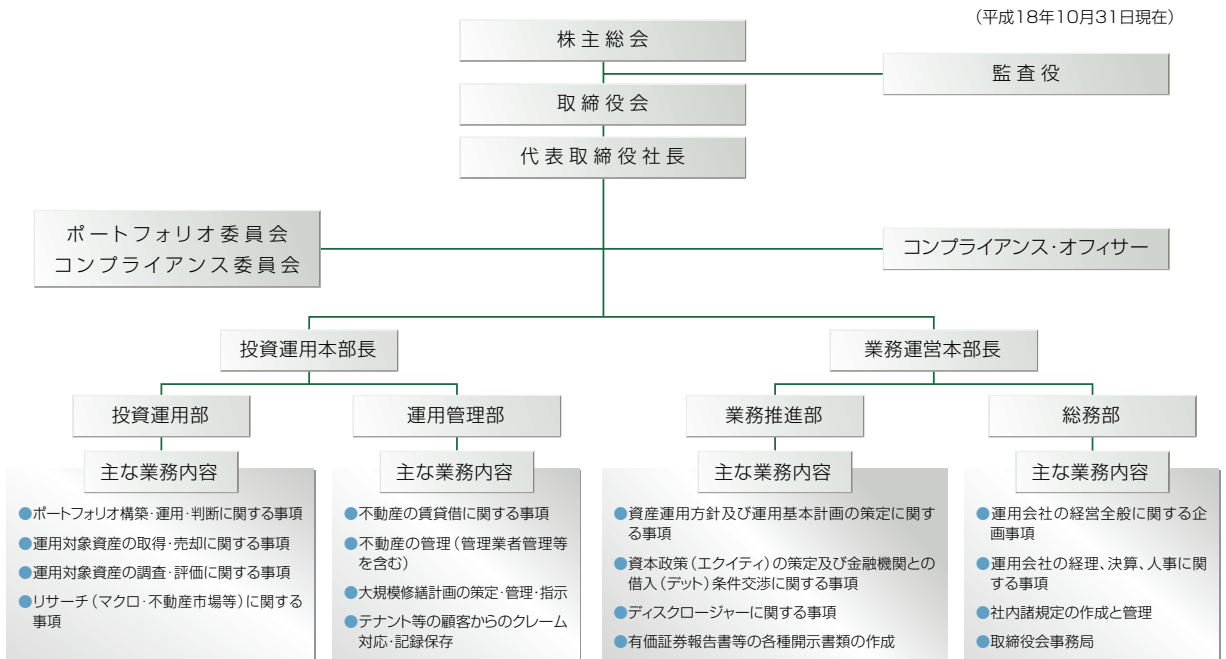 （平成18年10月31日現在）
株主総会
監査役
取締役会
代表取締役社長
ポートフォリオ委員会
コンプライアンス委員会
コンプライアンス・オフィサー
投資運用本部長
業務運営本部長
投資運用部
運用管理部
業務推進部
総務部
主な業務内容
主な業務内容
主な業務内容
主な業務内容
●ポートフォリオ構築・運用・判断に関する事項
●運用対象資産の取得・売却に関する事項
●運用対象資産の調査・評価に関する事項
●リサーチ（マクロ・不動産市場等）に関する
事項
●不動産の賃貸借に関する事項
●不動産の管理（管理業者管理等
を含む）
●大規模修繕計画の策定・管理・指示
●テナント等の顧客からのクレーム
対応・記録保存
●資産運用方針及び運用基本計画の策定に関す
る事項
●資本政策（エクイティ）の策定及び金融機関との
借入（デット）条件交渉に関する事項
●ディスクロージャーに関する事項
●有価証券報告書等の各種開示書類の作成
●運用会社の経営全般に関する企
画事項
●運用会社の経理、決算、人事に関
する事項
●社内諸規定の作成と管理
●取締役会事務局